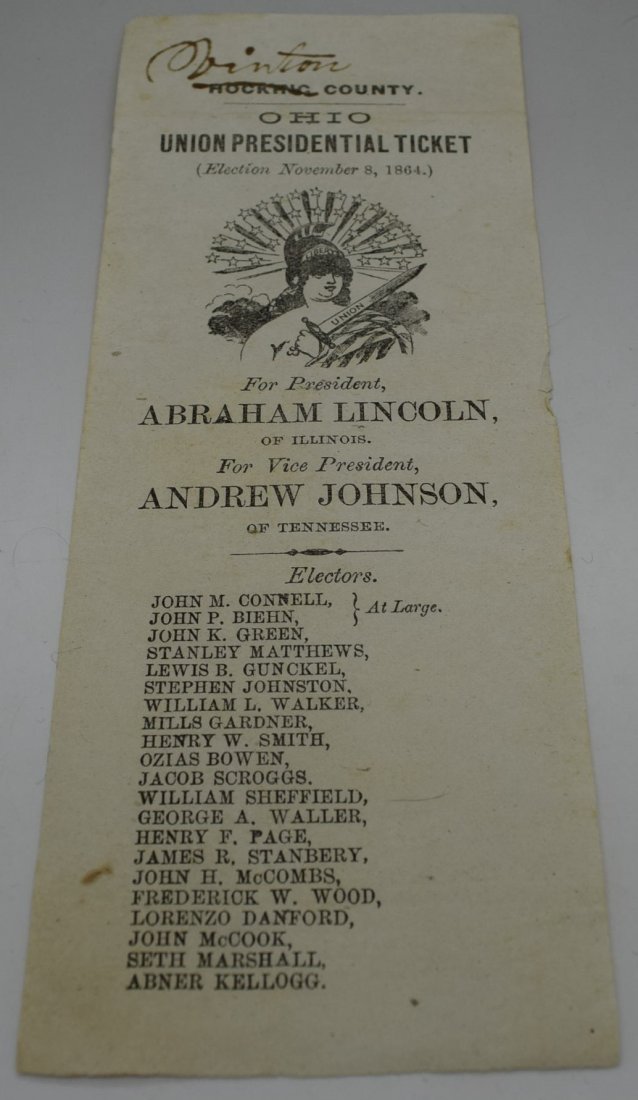 Vinton
HOCKING COUNTY.
OHIO
UNION PRESIDENTIAL TICKET
(Election November 8, 1864.)
LIBERTY
UNION
For President,
ABRAHAM LINCOLN,
OF ILLINOIS.
For Vice President,
ANDREW JOHNSON,
OF TENNESSEE.
Electors.
JOHN M. CONNELL,
JOHN P. BIEHN,
} At Large.
JOHN K. GREEN,
STANLEY MATTHEWS,
LEWIS B. GUNCKEL,
STEPHEN JOHNSTON,
WILLIAM L. WALKER,
MILLS GARDNER,
HENRY W. SMITH,
OZIAS BOWEN,
JACOB SCROGGS.
WILLIAM SHEFFIELD,
GEORGE A. WALLER,
HENRY F. PAGE,
JAMES R. STANBERY,
JOHN H. McCOMBS,
FREDERICK W. WOOD,
LORENZO DANFORD,
JOHN McCOOK,
SETH MARSHALL,
ABNER KELLOGG.